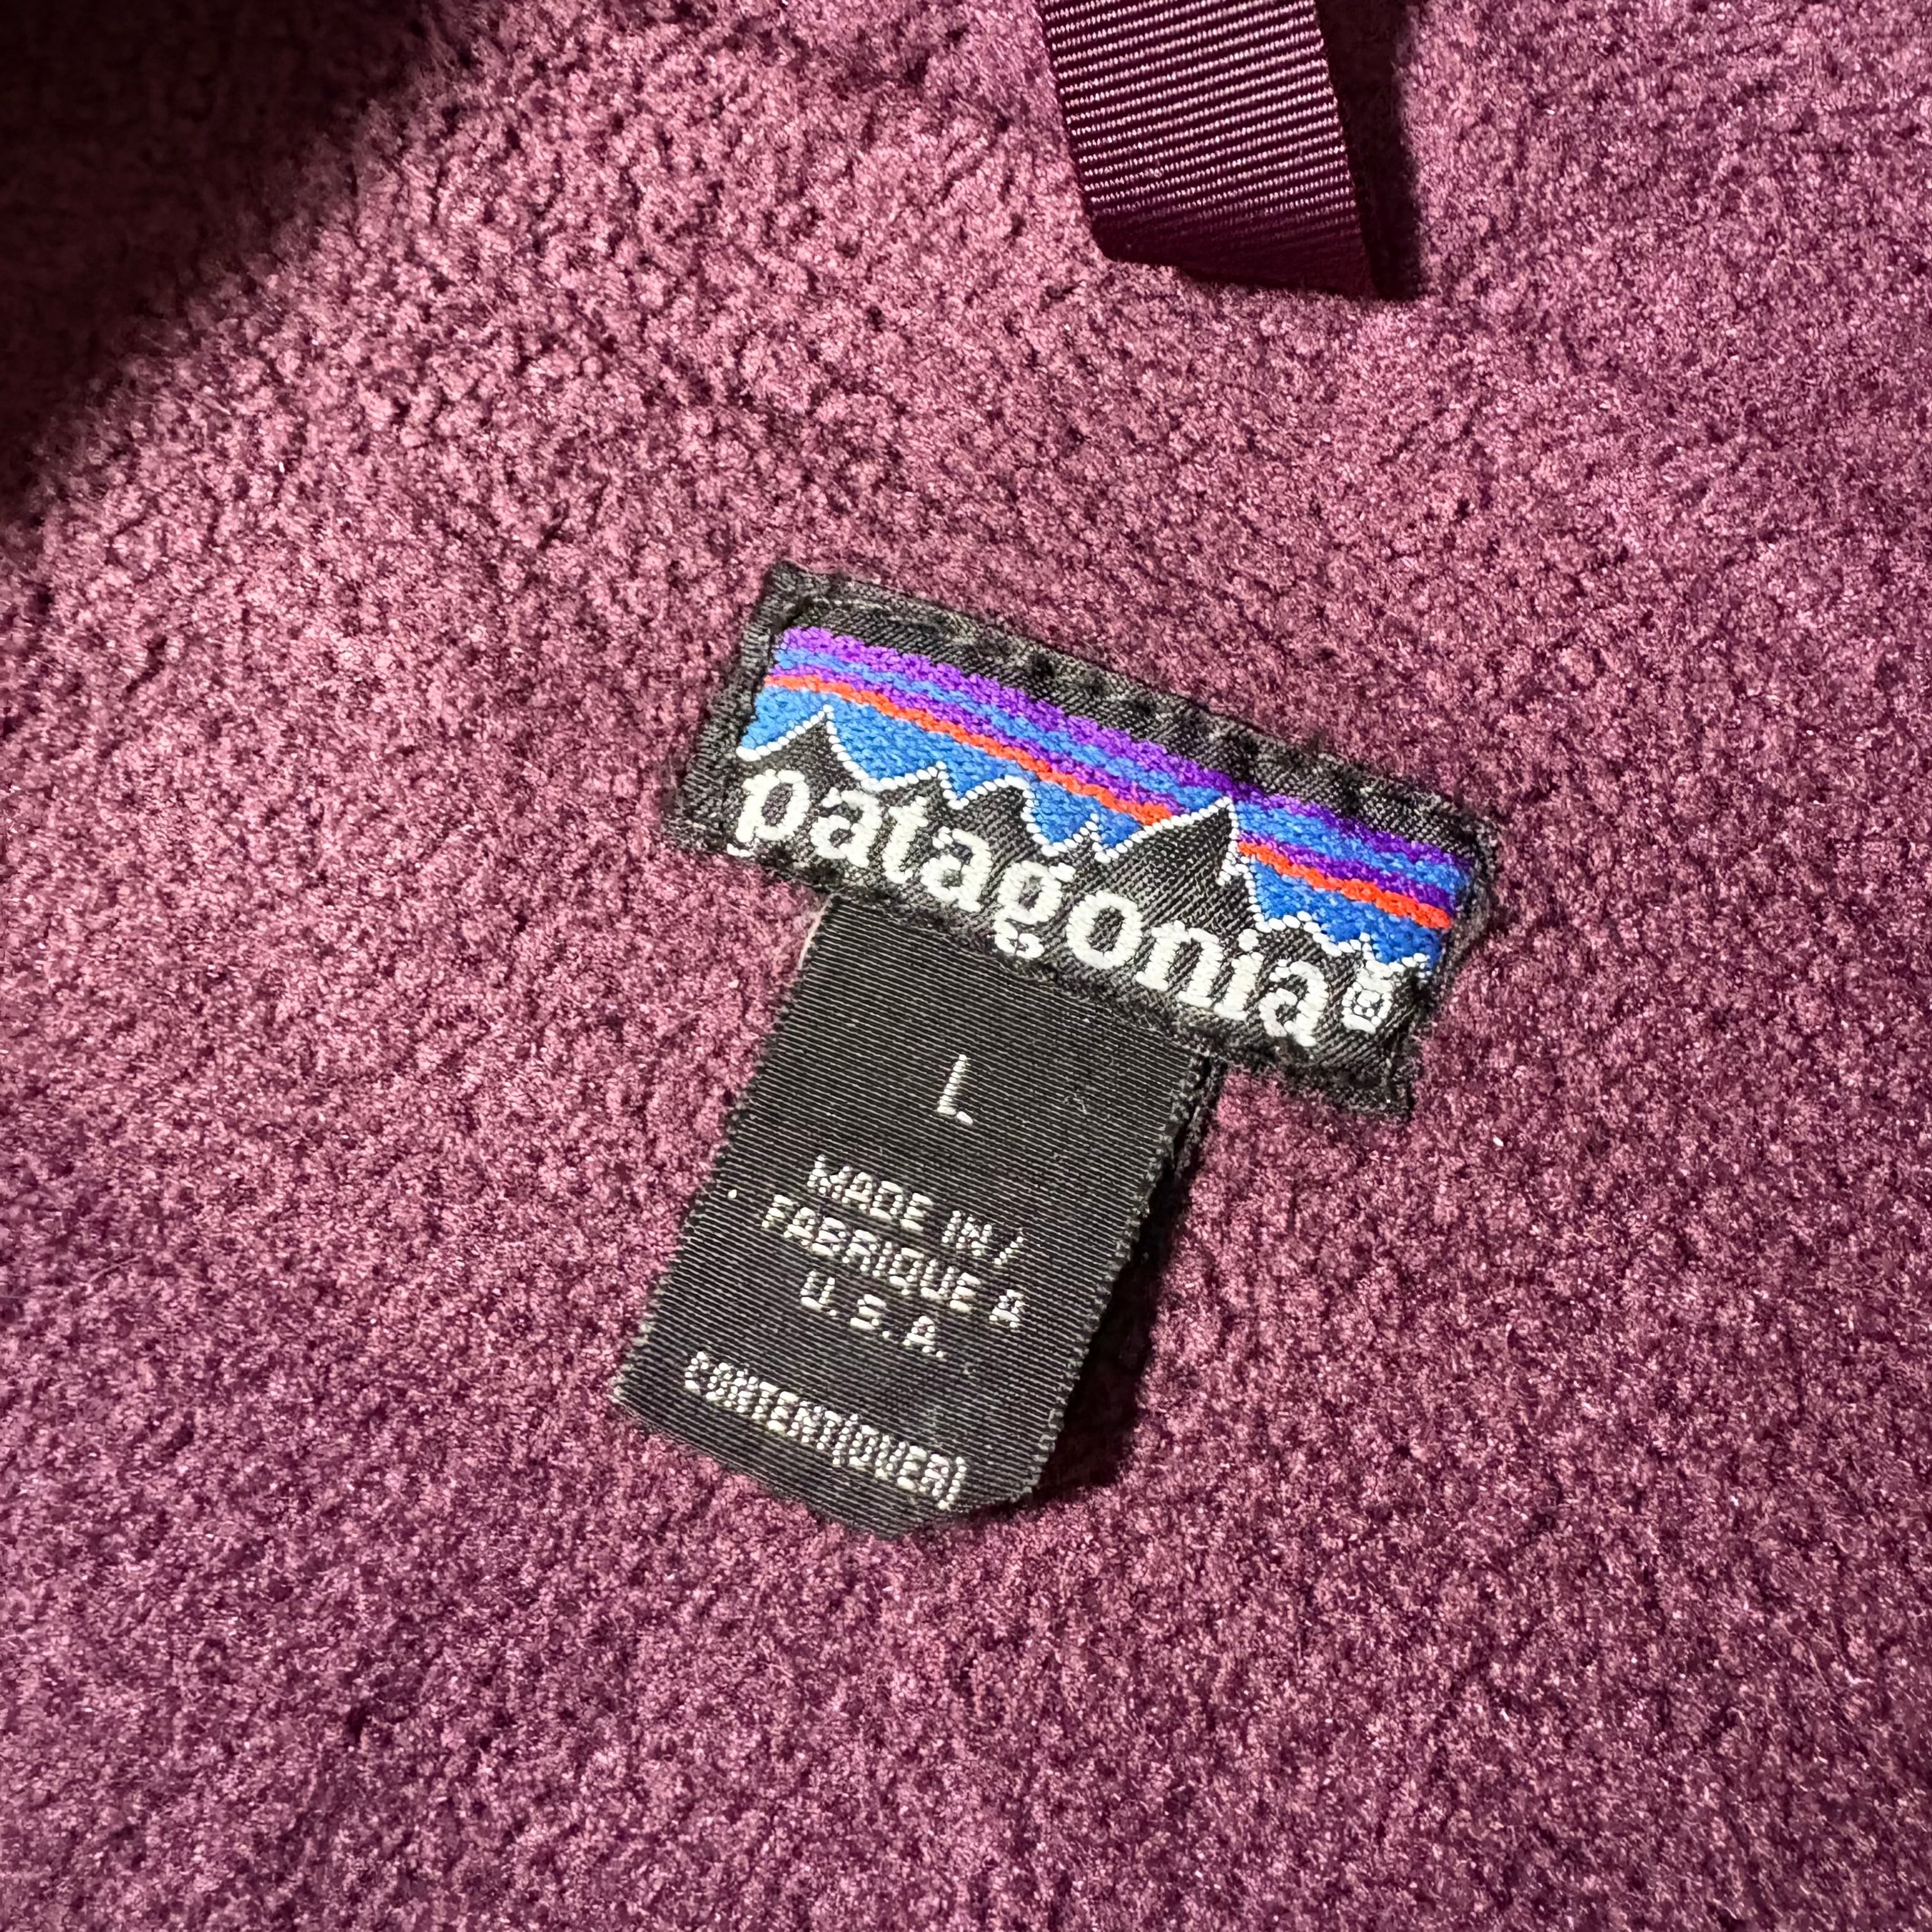 patagonia®
L
MADE IN /
FABRIQUE A
U.S.A.
CONTENT(OVER)